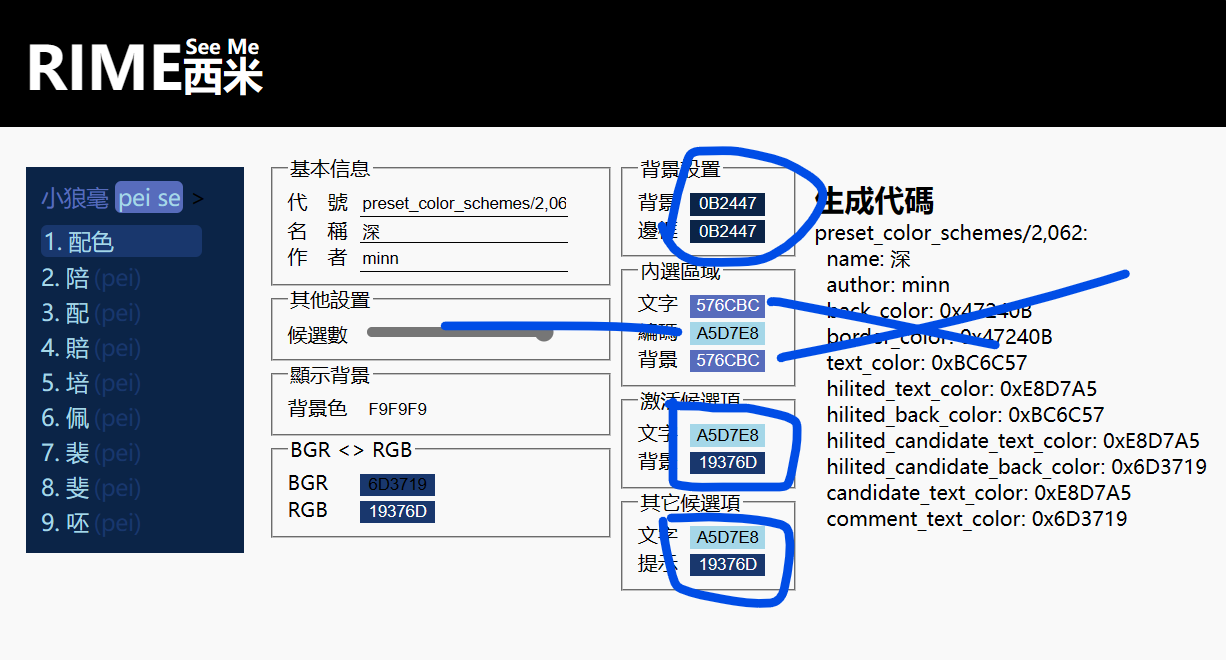 RIME See Me 西米
小狼毫 pei se >
1. 配色
2. 陪 (pei)
3. 配 (pei)
4. 賠 (pei)
5. 培 (pei)
6. 佩 (pei)
7. 裴 (pei)
8. 斐 (pei)
9. 呸 (pei)
基本信息
代 號 preset_color_schemes/2,06
名 稱 深
作 者 minn
其他設置
候選數
顯示背景
背景色 F9F9F9
BGR <> RGB
BGR 6D3719
RGB 19376D
背景設置
背景 0B2447
邊框 0B2447
內選區域
文字 576CBC
編碼 A5D7E8
背景 576CBC
激活候選項
文字 A5D7E8
背景 19376D
其它候選項
文字 A5D7E8
提示 19376D
生成代碼
preset_color_schemes/2,062:
name: 深
author: minn
back_color: 0x47240B
border_color: 0x47240B
text_color: 0xBC6C57
hilited_text_color: 0xE8D7A5
hilited_back_color: 0xBC6C57
hilited_candidate_text_color: 0xE8D7A5
hilited_candidate_back_color: 0x6D3719
candidate_text_color: 0xE8D7A5
comment_text_color: 0x6D3719